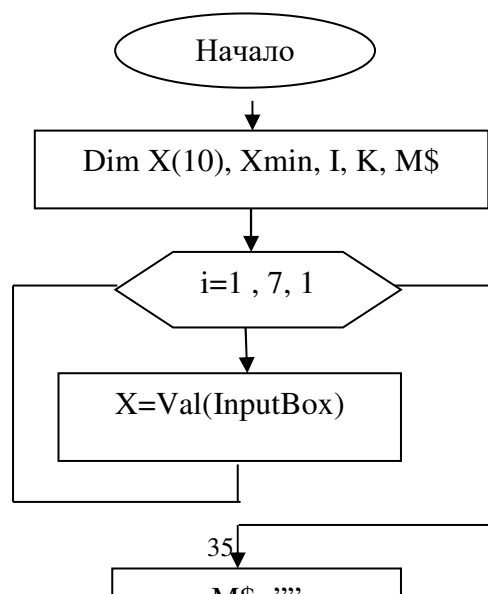 Начало
Dim X(10), Xmin, I, K, M$
i=1 , 7, 1
X=Val(InputBox)
35